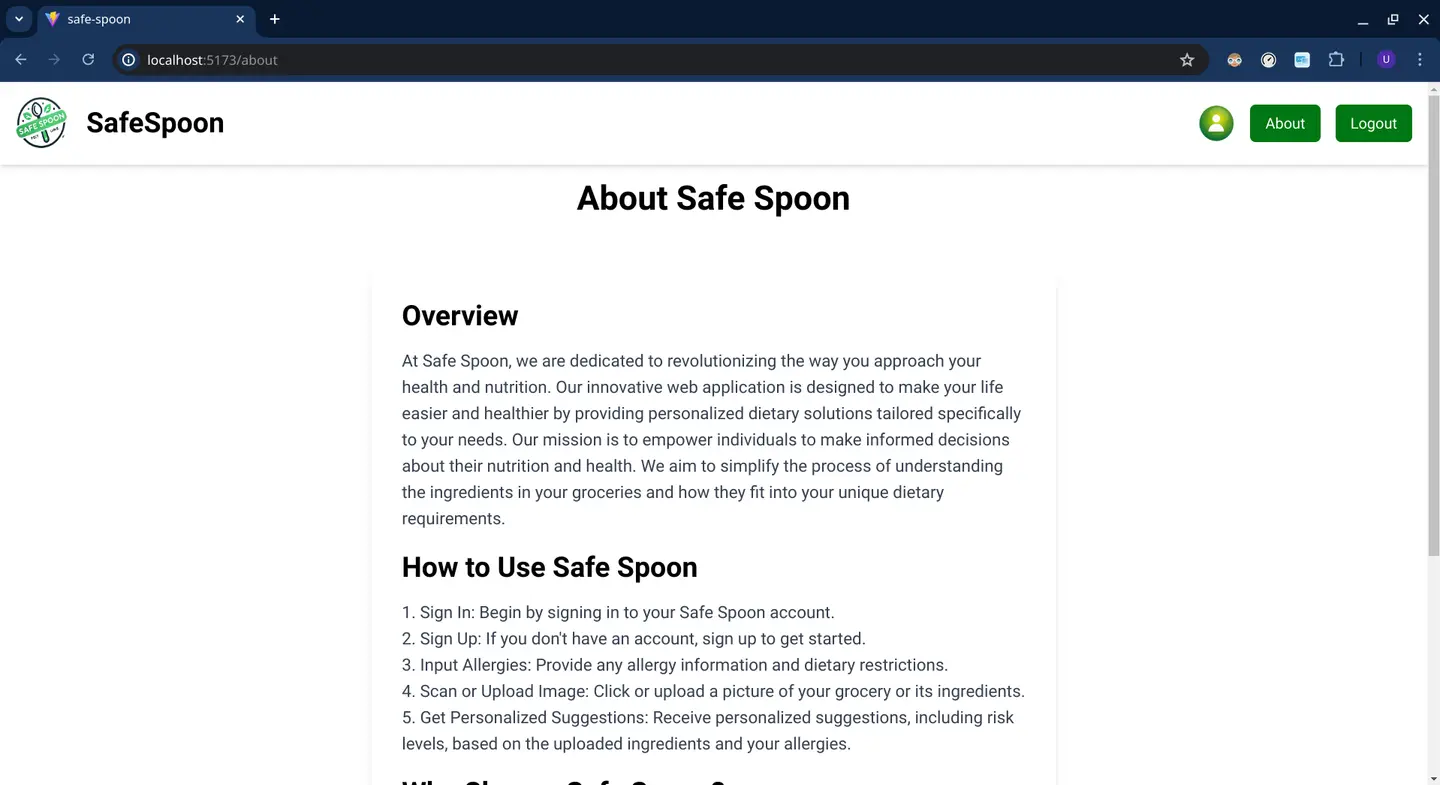 safe-spoon
localhost:5173/about
U
SAFE SPOON
SafeSpoon
About
Logout
About Safe Spoon
Overview
At Safe Spoon, we are dedicated to revolutionizing the way you approach your
health and nutrition. Our innovative web application is designed to make your life
easier and healthier by providing personalized dietary solutions tailored specifically
to your needs. Our mission is to empower individuals to make informed decisions
about their nutrition and health. We aim to simplify the process of understanding
the ingredients in your groceries and how they fit into your unique dietary
requirements.
How to Use Safe Spoon
1. Sign In: Begin by signing in to your Safe Spoon account.
2. Sign Up: If you don't have an account, sign up to get started.
3. Input Allergies: Provide any allergy information and dietary restrictions.
4. Scan or Upload Image: Click or upload a picture of your grocery or its ingredients.
5. Get Personalized Suggestions: Receive personalized suggestions, including risk
levels, based on the uploaded ingredients and your allergies.